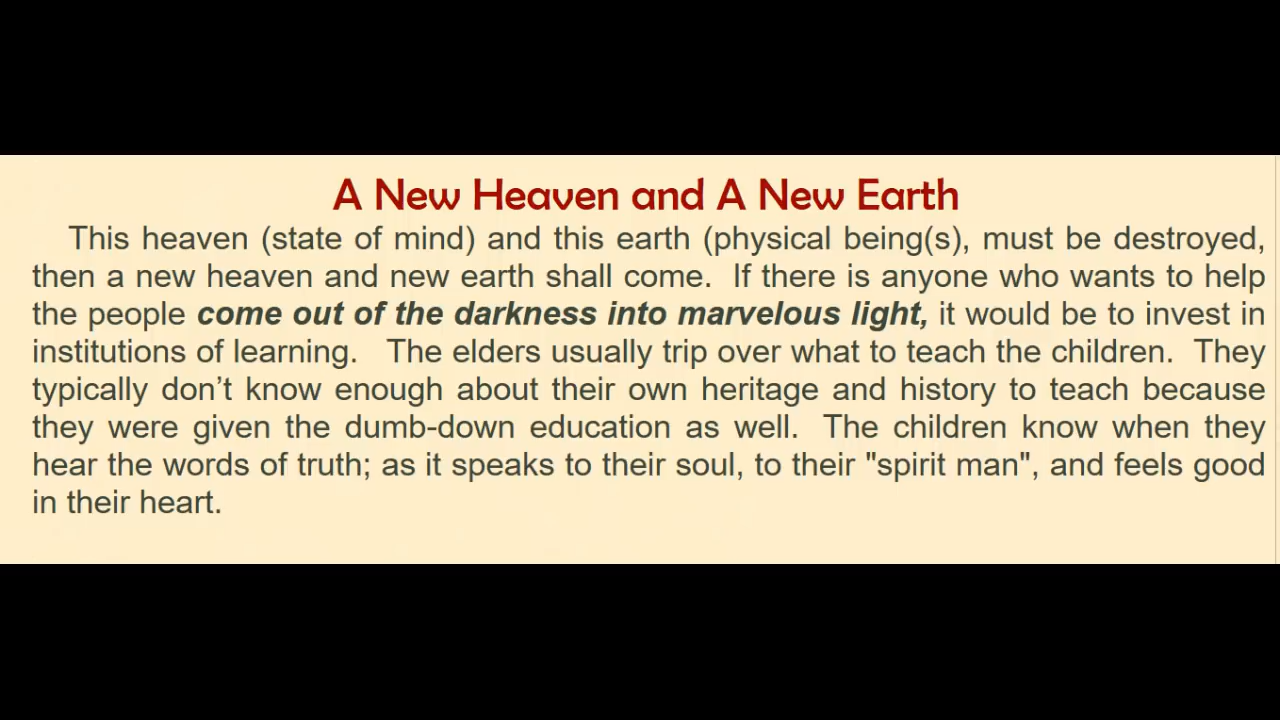 A New Heaven and A New Earth
This heaven (state of mind) and this earth (physical being(s), must be destroyed,
then a new heaven and new earth shall come.  If there is anyone who wants to help
the people come out of the darkness into marvelous light, it would be to invest in
institutions of learning.   The elders usually trip over what to teach the children.  They
typically don’t know enough about their own heritage and history to teach because
they were given the dumb-down education as well.  The children know when they
hear the words of truth; as it speaks to their soul, to their "spirit man", and feels good
in their heart.